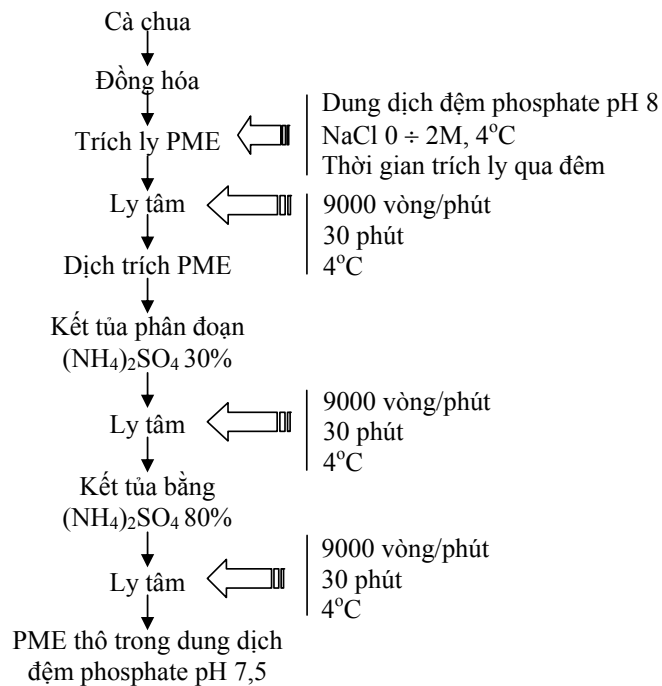 Cà chua
Đồng hóa
Trích ly PME
Dung dịch đệm phosphate pH 8
NaCl 0 ÷ 2M, 4°C
Thời gian trích ly qua đêm
Ly tâm
9000 vòng/phút
30 phút
4°C
Dịch trích PME
Kết tủa phân đoạn
(NH₄)₂SO₄ 30%
Ly tâm
9000 vòng/phút
30 phút
4°C
Kết tủa bằng
(NH₄)₂SO₄ 80%
Ly tâm
9000 vòng/phút
30 phút
4°C
PME thô trong dung dịch
đệm phosphate pH 7,5